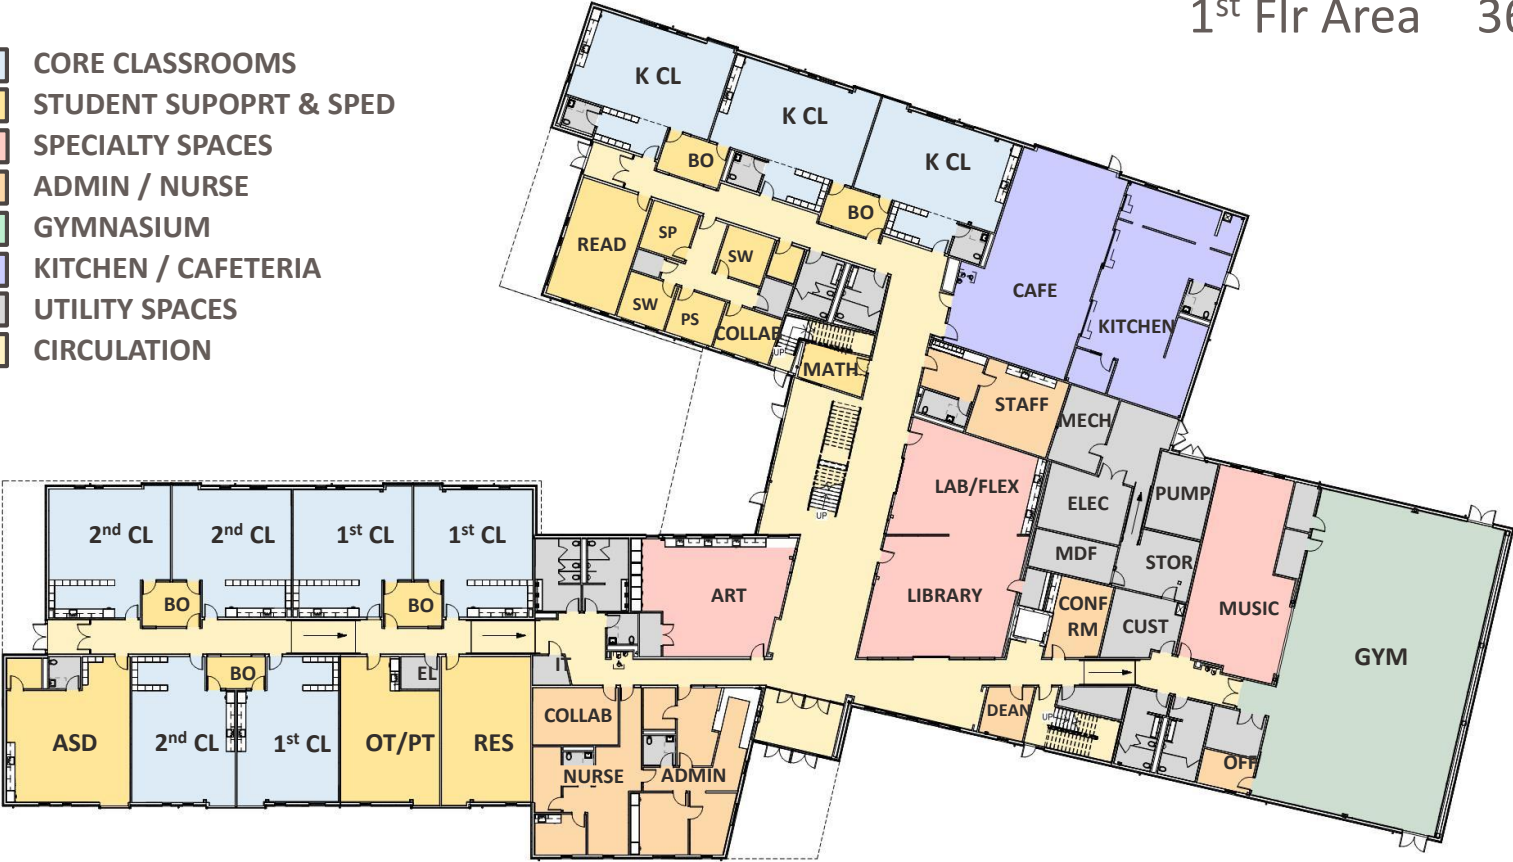 1st Flr Area 36
CORE CLASSROOMS
STUDENT SUPOPRT & SPED
SPECIALTY SPACES
ADMIN / NURSE
GYMNASIUM
KITCHEN / CAFETERIA
UTILITY SPACES
CIRCULATION
K CL
K CL
K CL
BO
BO
READ
SP
SW
SW
PS
COLLAB
UP
MATH
CAFE
KITCHEN
STAFF
MECH
LAB/FLEX
ELEC
PUMP
UP
MDF
STOR
LIBRARY
CONF
RM
CUST
MUSIC
GYM
2nd CL
2nd CL
1st CL
1st CL
BO
BO
ART
IT
BO
EL
ASD
2nd CL
1st CL
OT/PT
RES
COLLAB
NURSE
ADMIN
DEAN
UP
OFF